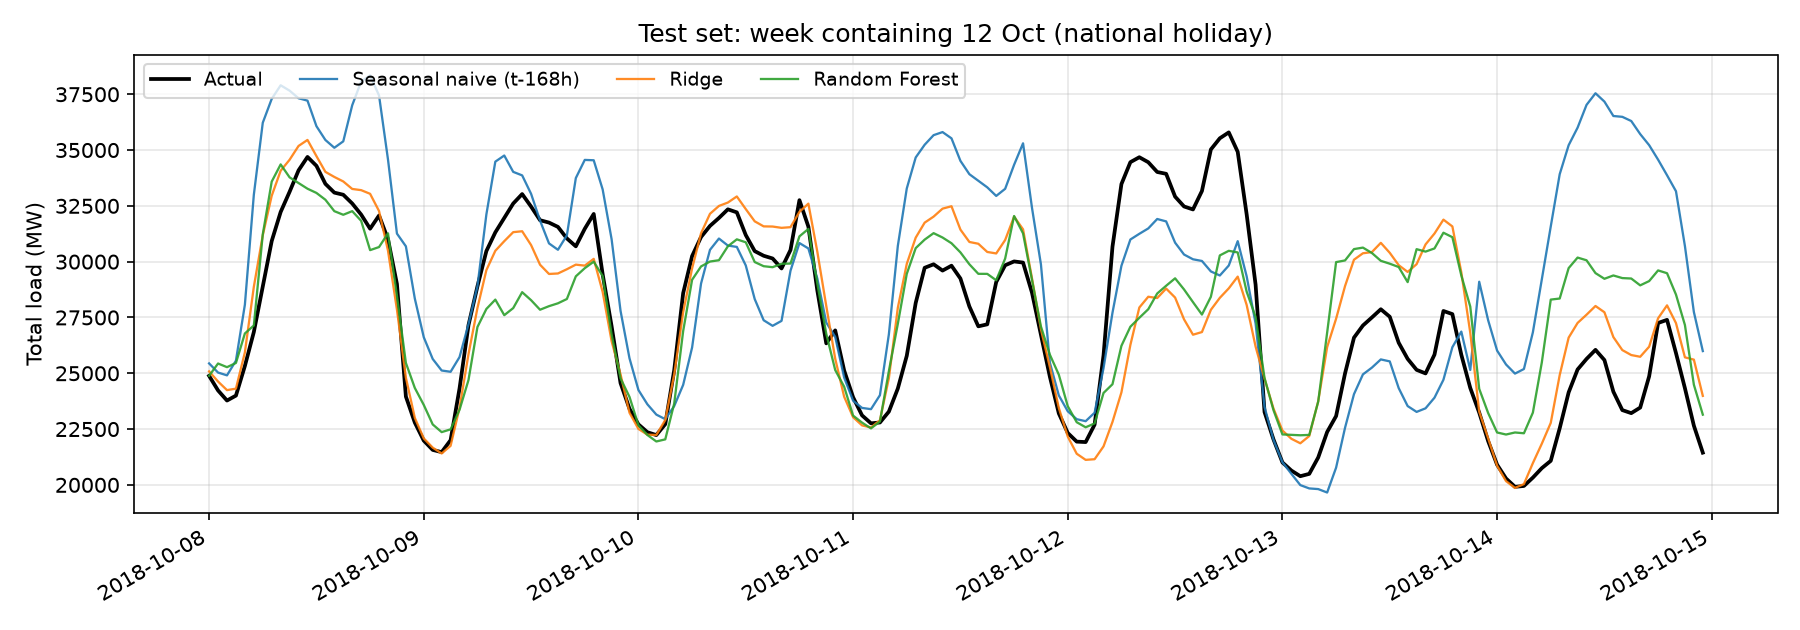 Test set: week containing 12 Oct (national holiday)
Actual
Seasonal naive (t-168h)
Ridge
Random Forest
Total load (MW)
37500
35000
32500
30000
27500
25000
22500
20000
2018-10-08
2018-10-09
2018-10-10
2018-10-11
2018-10-12
2018-10-13
2018-10-14
2018-10-15